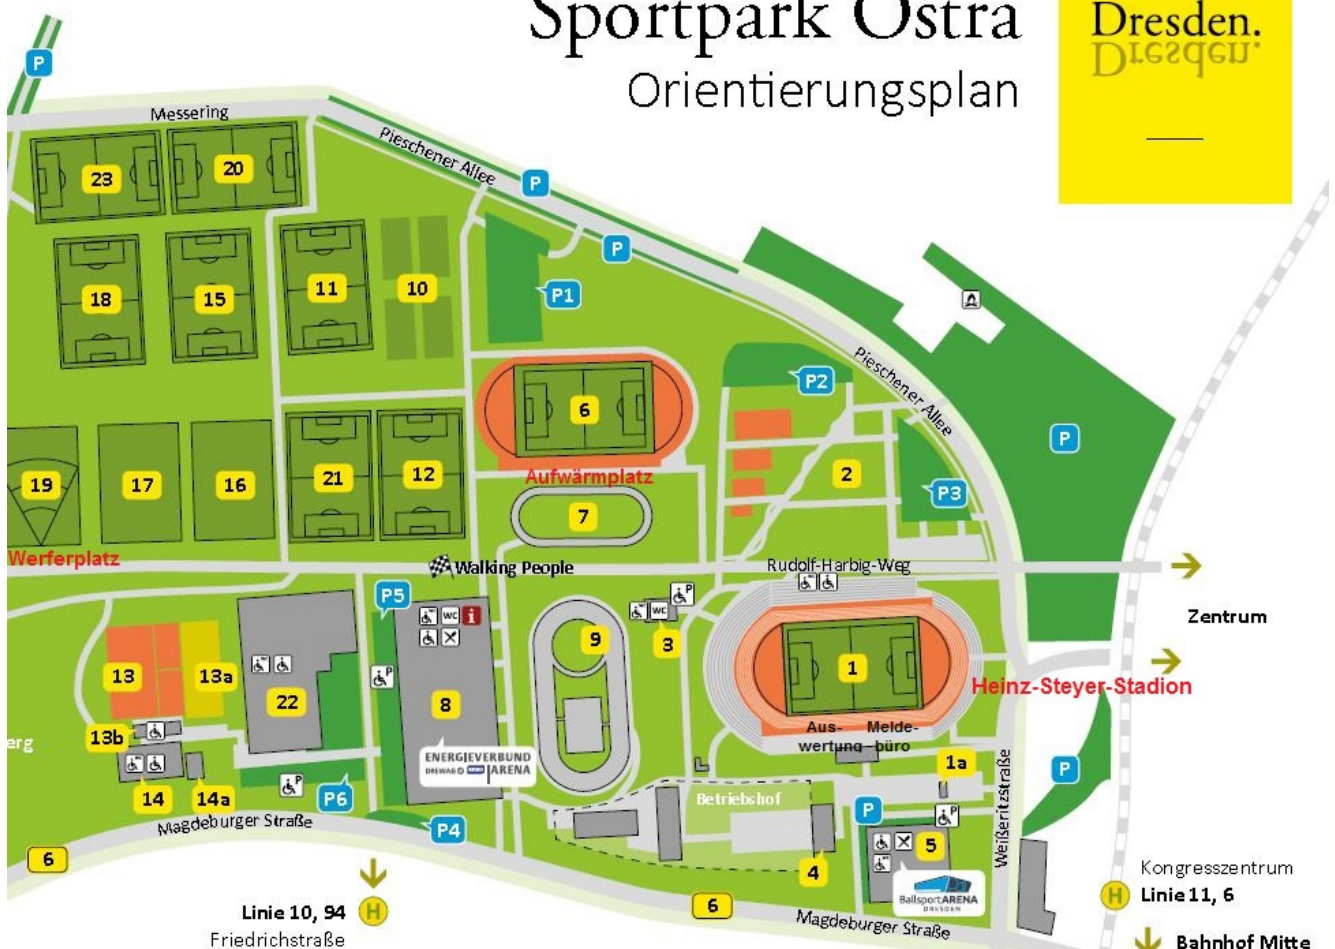 Sportpark Ostra
Orientierungsplan
Dresden.
Dresden.
P
Messering
Pieschener Allee
P
P
23
20
18
15
11
10
P1
6
Aufwärmplatz
7
P2
Pieschener Allee
P
2
P3
19
17
16
21
12
Werferplatz
Walking People
Rudolf-Harbig-Weg
Zentrum
P5
WC
i
P
WC
3
9
13
13a
22
P
8
1
Heinz-Steyer-Stadion
Aus-
wertung
Melde-
büro
13b
erg
ENERGIEVERBUND
DREWAG
ARENA
1a
P
14
14a
P
P6
Betriebshof
P
P
Weißeritzstraße
Magdeburger Straße
P4
5
4
BallsportARENA
DRESDEN
6
6
Magdeburger Straße
Linie 10, 94
H
Friedrichstraße
Kongresszentrum
H
Linie 11, 6
Bahnhof Mitte